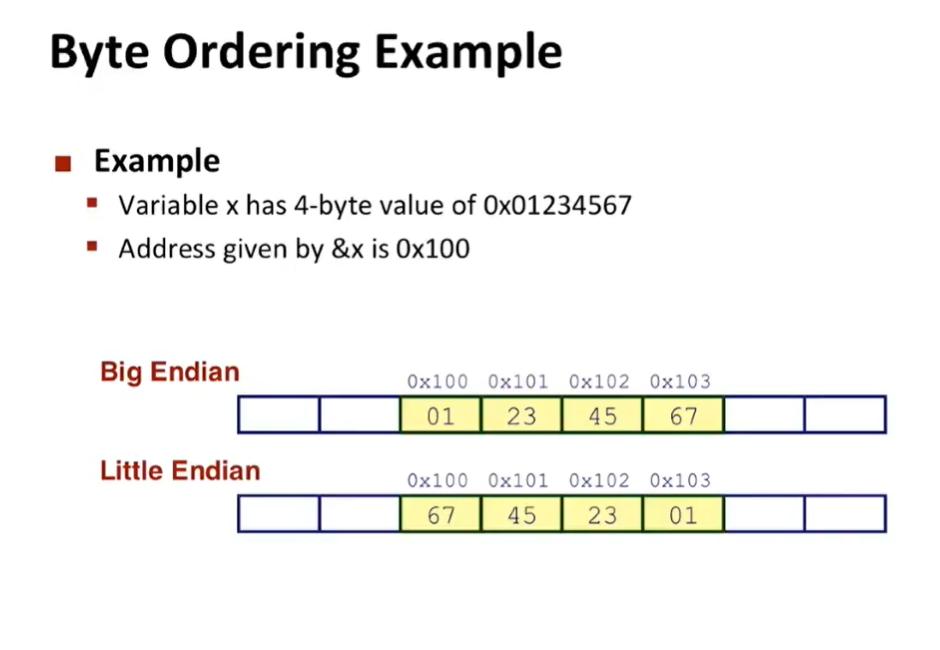 Byte Ordering Example
Example
Variable x has 4-byte value of 0x01234567
Address given by &x is 0x100
Big Endian
0x100 0x101 0x102 0x103
01 23 45 67
Little Endian
0x100 0x101 0x102 0x103
67 45 23 01